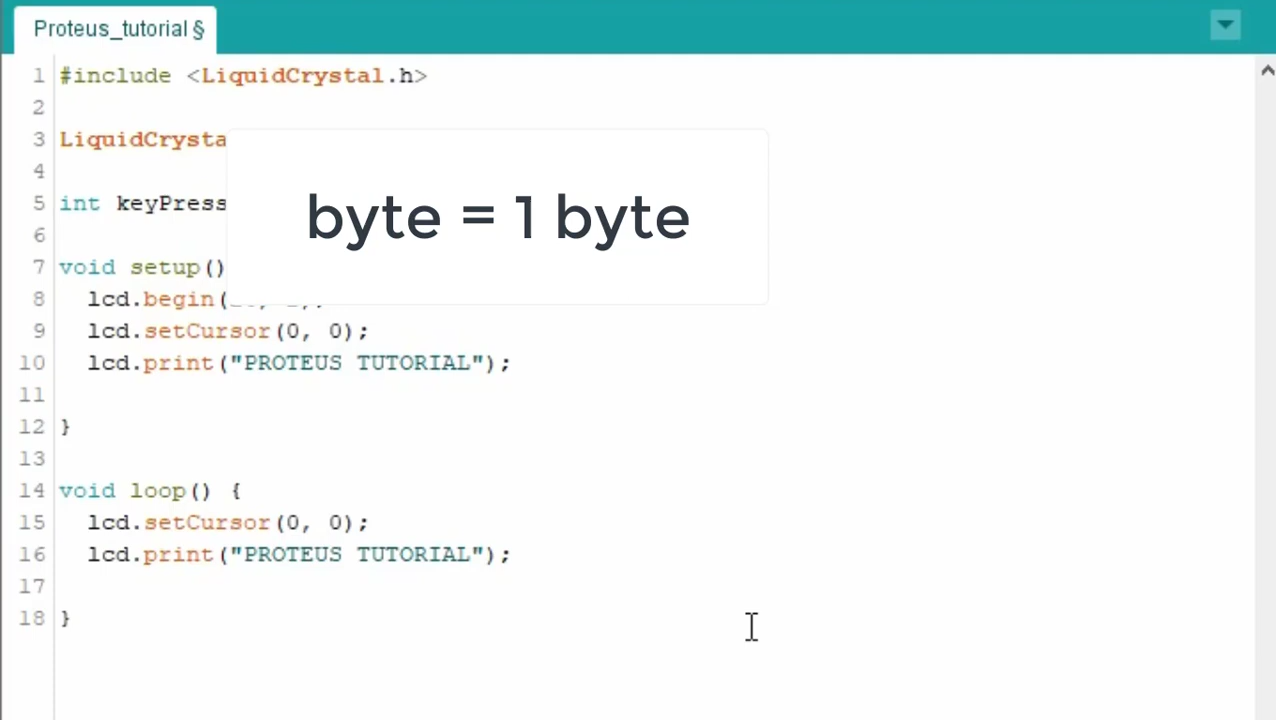 Proteus_tutorial §
1 #include <LiquidCrystal.h>
2
3 LiquidCrysta
4
byte = 1 byte
5 int keyPress
6
7 void setup()
8 lcd.begin(
9 lcd.setCursor(0, 0);
10 lcd.print("PROTEUS TUTORIAL");
11
12 }
13
14 void loop() {
15 lcd.setCursor(0, 0);
16 lcd.print("PROTEUS TUTORIAL");
17
18 }